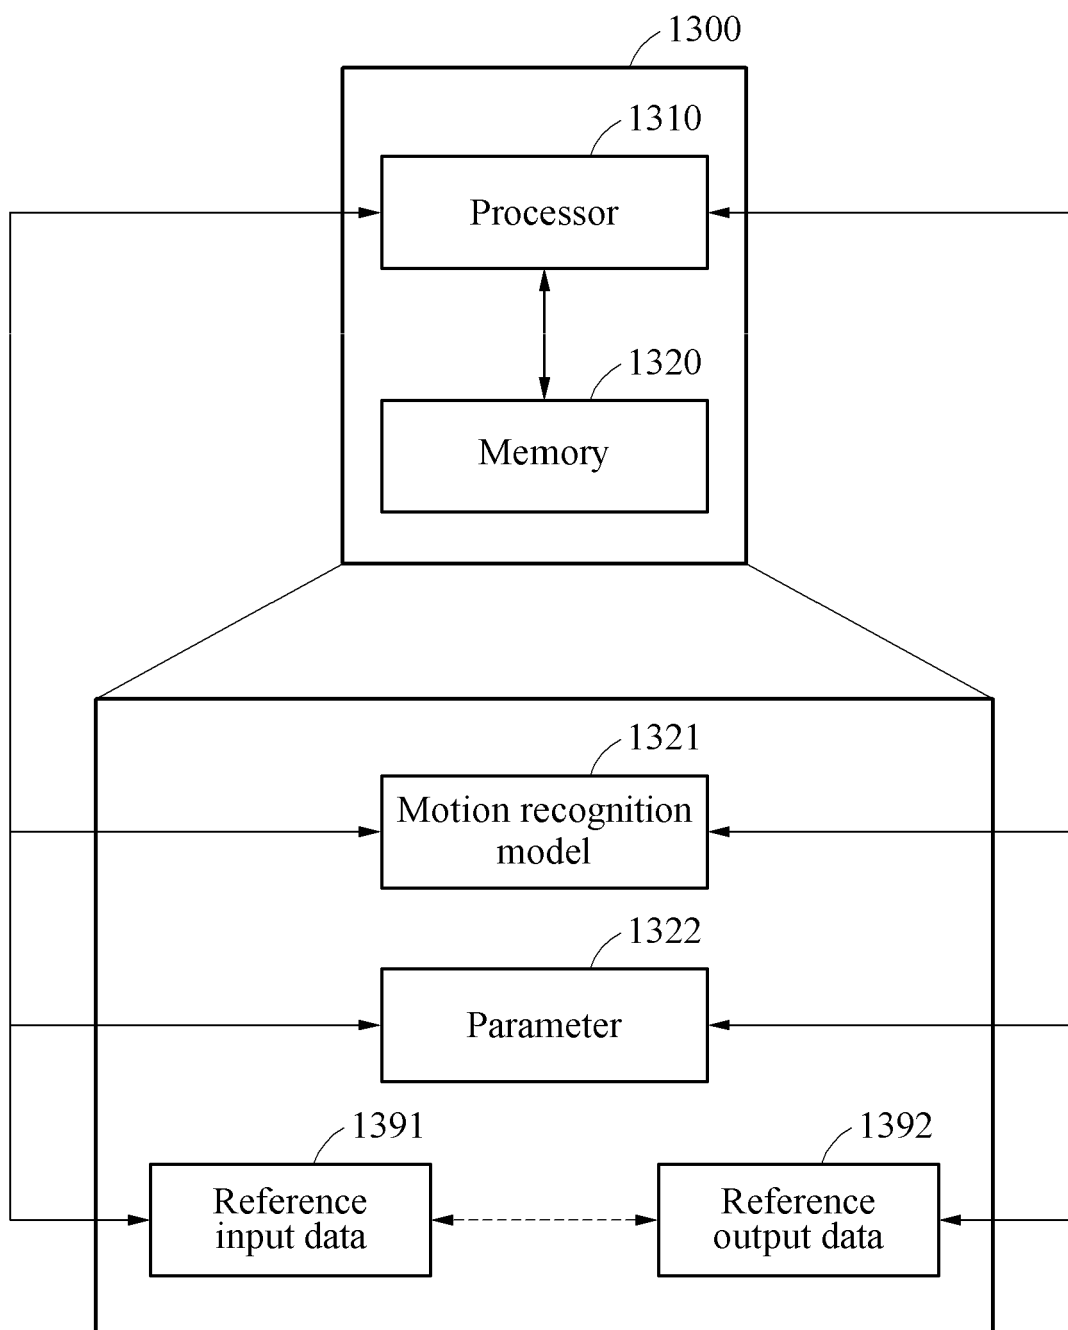 1300
1310
Processor
1320
Memory
1321
Motion recognition
model
1322
Parameter
1391
Reference
input data
1392
Reference
output data